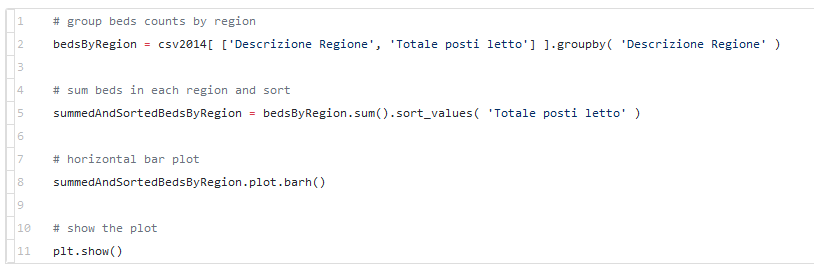 1 # group beds counts by region
2 bedsByRegion = csv2014[ ['Descrizione Regione', 'Totale posti letto'] ].groupby( 'Descrizione Regione' )
3
4 # sum beds in each region and sort
5 summedAndSortedBedsByRegion = bedsByRegion.sum().sort_values( 'Totale posti letto' )
6
7 # horizontal bar plot
8 summedAndSortedBedsByRegion.plot.barh()
9
10 # show the plot
11 plt.show()